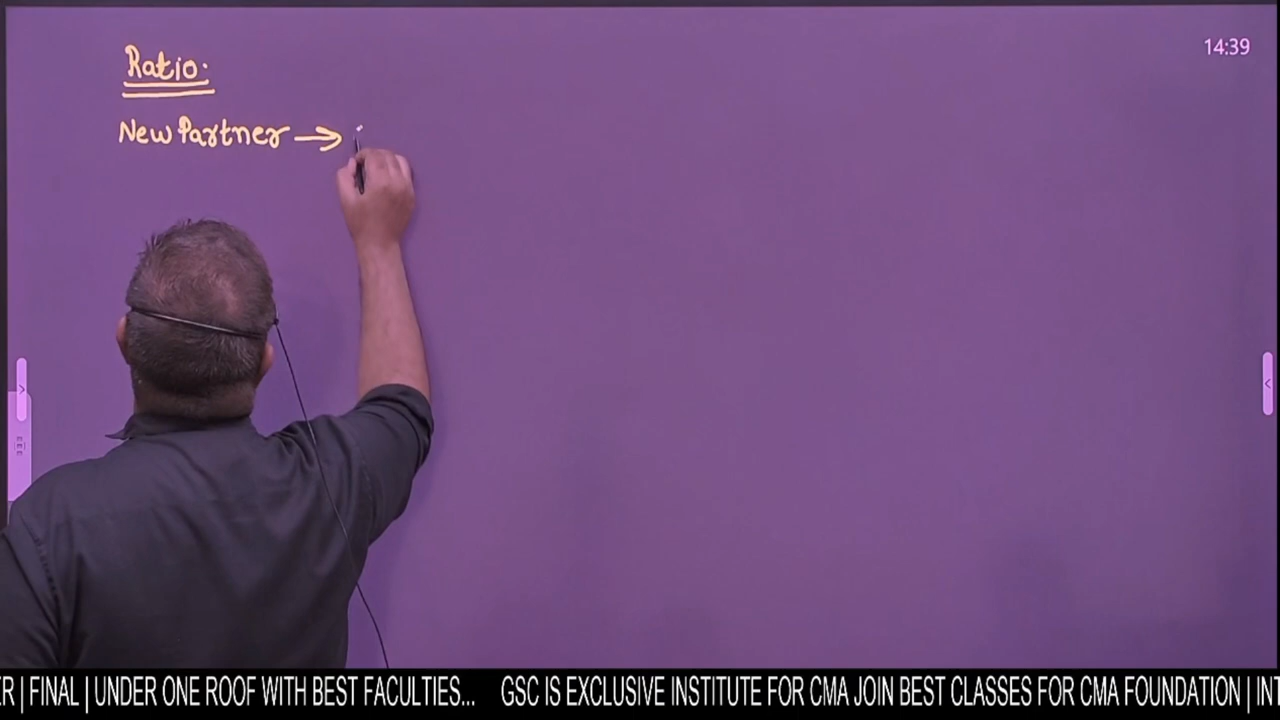 14:39
Ratio.
New Partner →
ER | FINAL | UNDER ONE ROOF WITH BEST FACULTIES... GSC IS EXCLUSIVE INSTITUTE FOR CMA JOIN BEST CLASSES FOR CMA FOUNDATION | INT